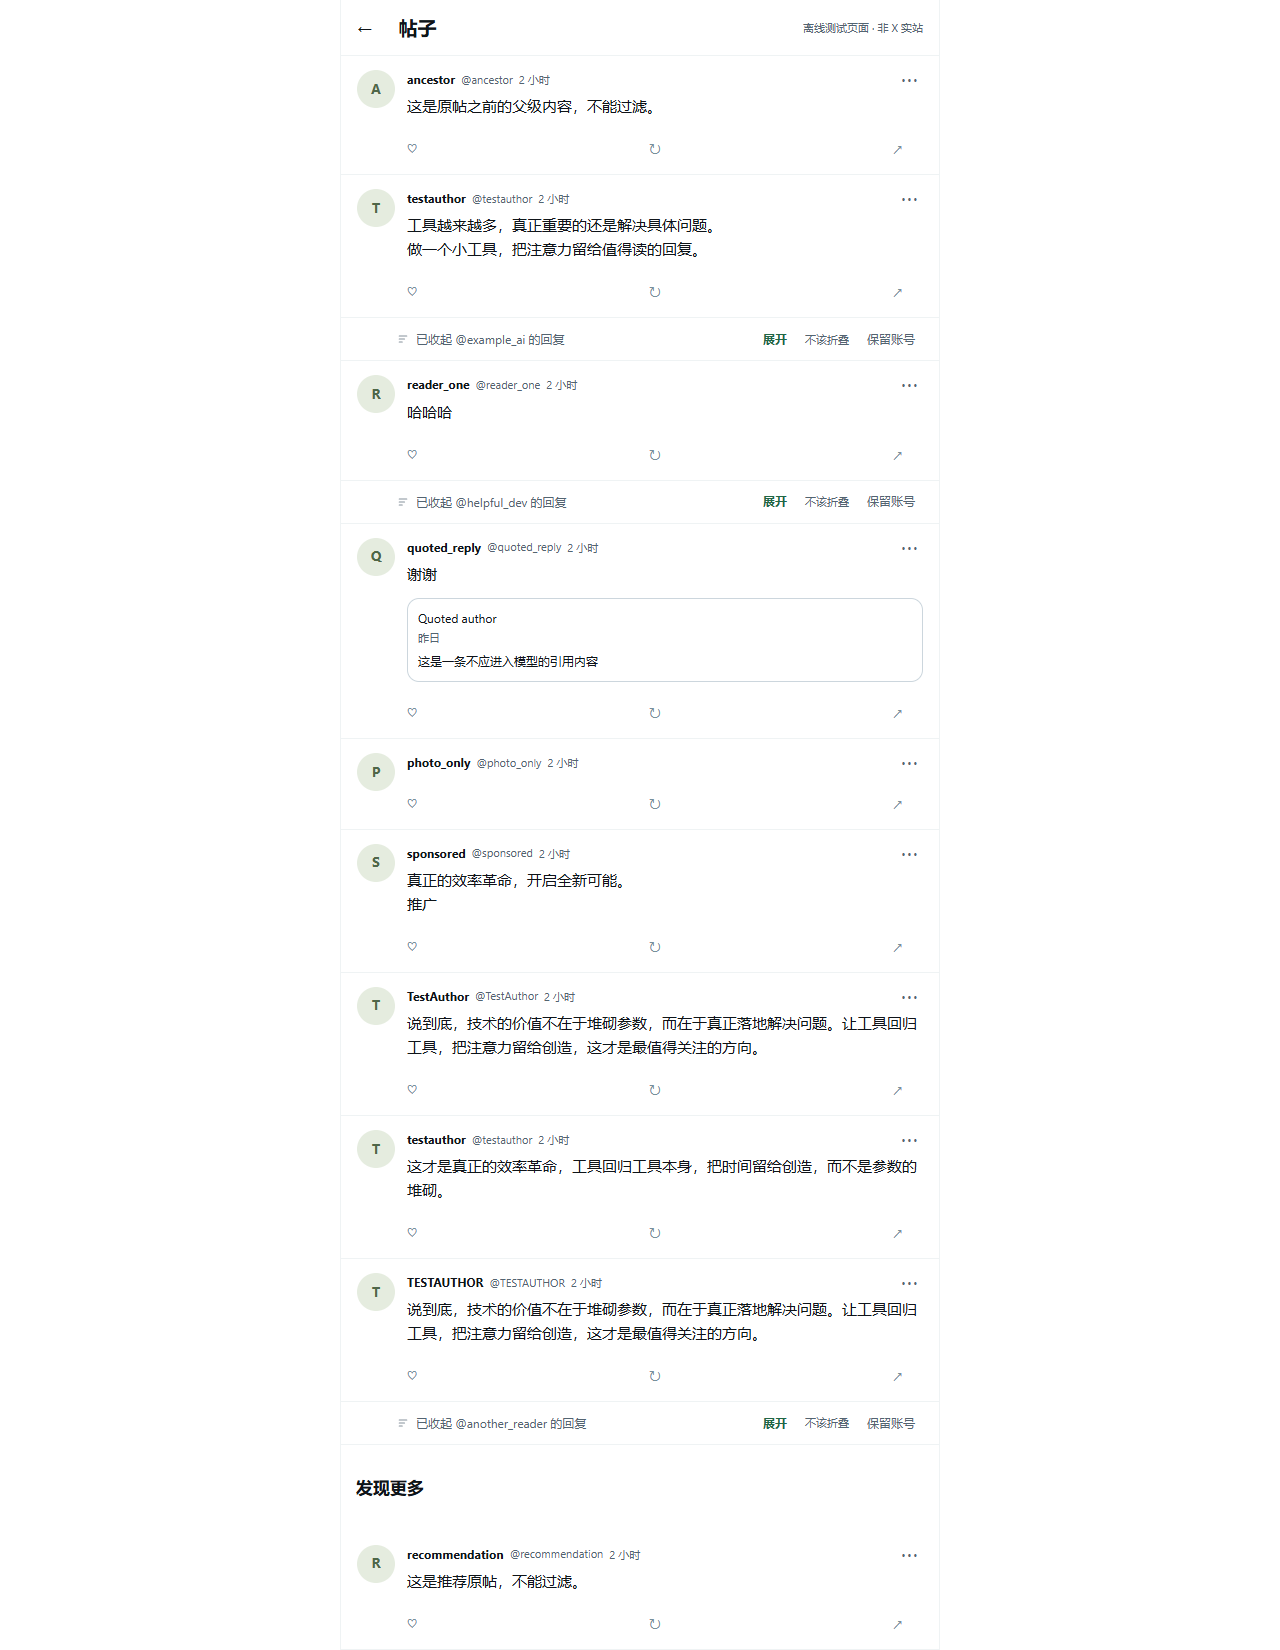 ← 帖子 离线测试页面 · 非 X 实站
A ancestor @ancestor 2 小时 ···
这是原帖之前的父级内容，不能过滤。
♡ ↻ ↗
T testauthor @testauthor 2 小时 ···
工具越来越多，真正重要的还是解决具体问题。
做一个小工具，把注意力留给值得读的回复。
♡ ↻ ↗
已收起 @example_ai 的回复 展开 不该折叠 保留账号
R reader_one @reader_one 2 小时 ···
哈哈哈
♡ ↻ ↗
已收起 @helpful_dev 的回复 展开 不该折叠 保留账号
Q quoted_reply @quoted_reply 2 小时 ···
谢谢
Quoted author
昨日
这是一条不应进入模型的引用内容
♡ ↻ ↗
P photo_only @photo_only 2 小时 ···
♡ ↻ ↗
S sponsored @sponsored 2 小时 ···
真正的效率革命，开启全新可能。
推广
♡ ↻ ↗
T TestAuthor @TestAuthor 2 小时 ···
说到底，技术的价值不在于堆砌参数，而在于真正落地解决问题。让工具回归
工具，把注意力留给创造，这才是最值得关注的方向。
♡ ↻ ↗
T testauthor @testauthor 2 小时 ···
这才是真正的效率革命，工具回归工具本身，把时间留给创造，而不是参数的
堆砌。
♡ ↻ ↗
T TESTAUTHOR @TESTAUTHOR 2 小时 ···
说到底，技术的价值不在于堆砌参数，而在于真正落地解决问题。让工具回归
工具，把注意力留给创造，这才是最值得关注的方向。
♡ ↻ ↗
已收起 @another_reader 的回复 展开 不该折叠 保留账号
发现更多
R recommendation @recommendation 2 小时 ···
这是推荐原帖，不能过滤。
♡ ↻ ↗